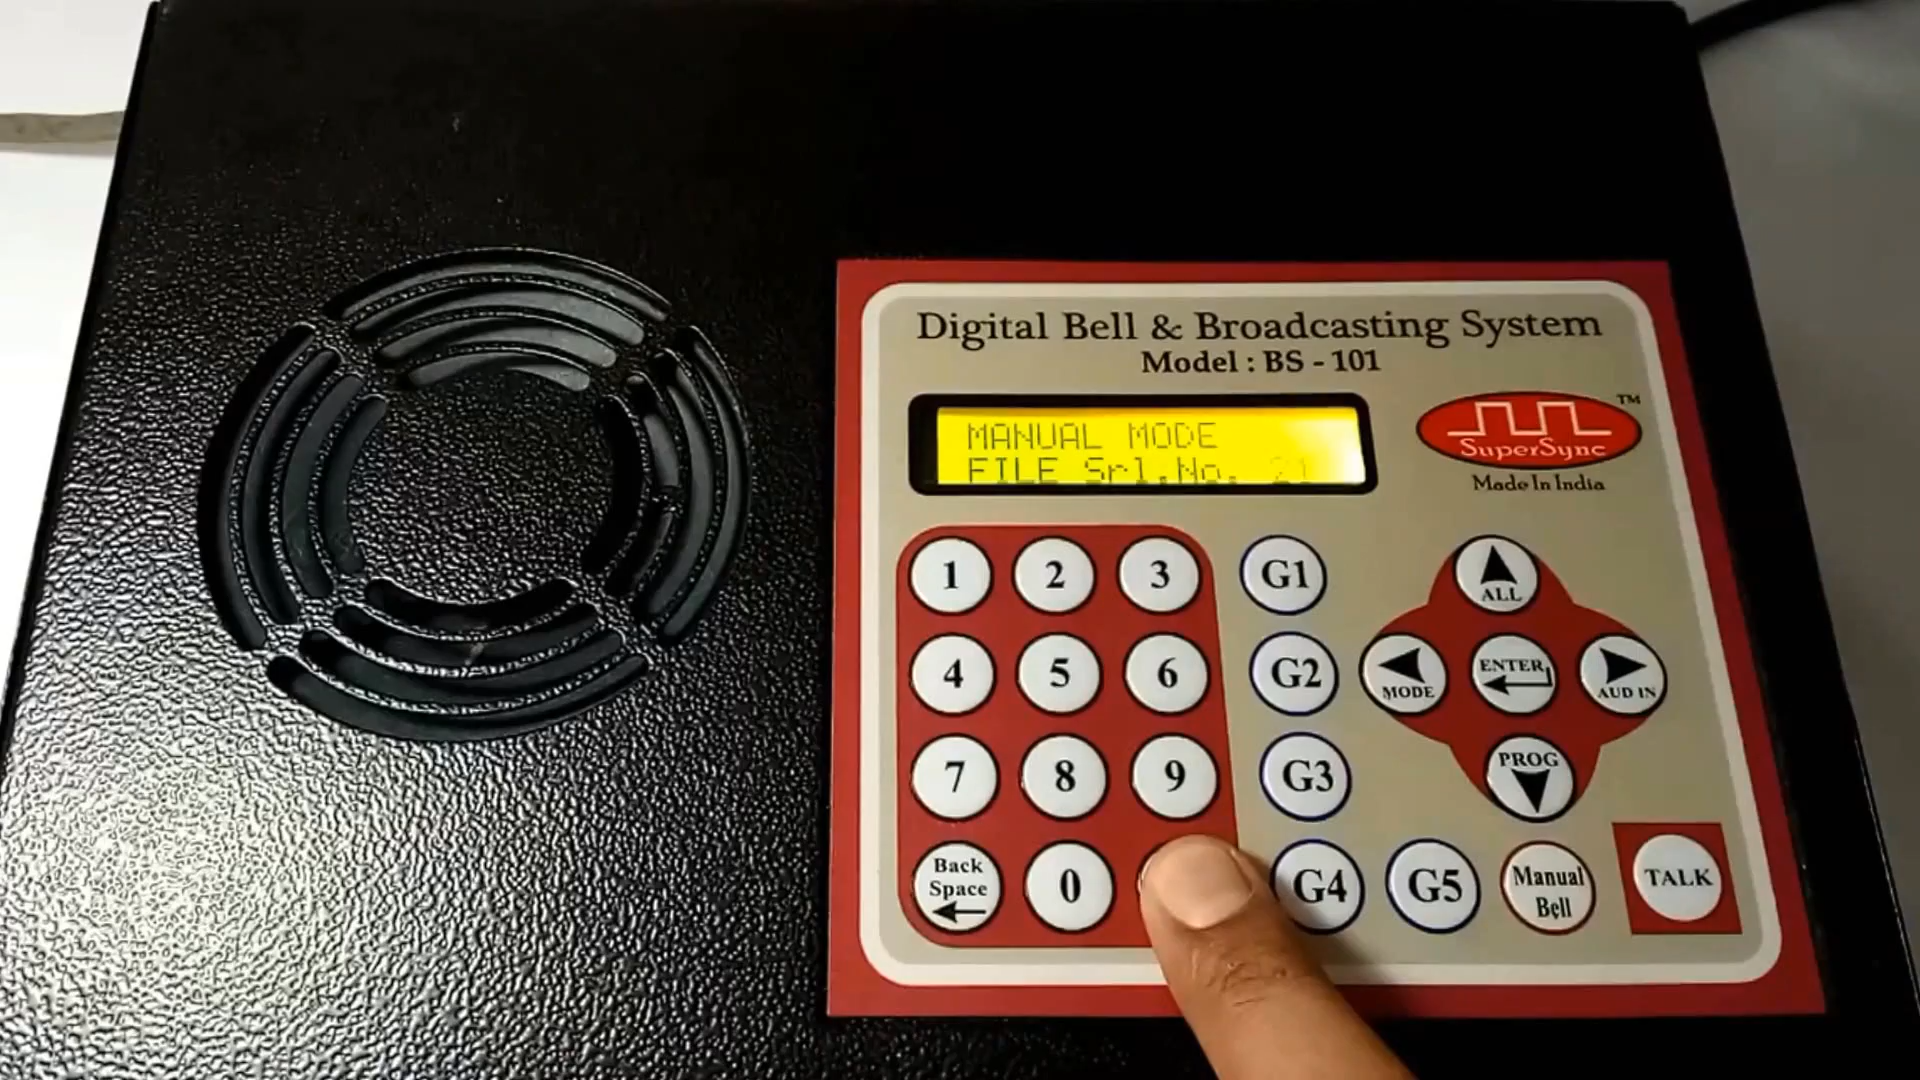 Digital Bell & Broadcasting System
Model : BS - 101
MANUAL MODE
FILE Srl.No. 21
TM
SuperSync
Made In India
1 2 3 G1
ALL
4 5 6 G2
MODE
ENTER
AUD IN
7 8 9 G3
PROG
Back
Space
0 G4 G5
Manual
Bell
TALK